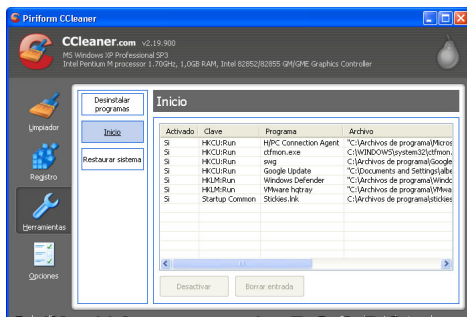 Piriform CCleaner
CCleaner.com v2.19.900
MS Windows XP Professional SP3
Intel Pentium M processor 1.70GHz, 1,0GB RAM, Intel 82852/82855 GM/GME Graphics Controller
Limpiador
Registro
Herramientas
Opciones
Desinstalar
programas
Inicio
Restaurar sistema
Inicio
Activado Clave Programa Archivo
Si HKCU:Run H/PC Connection Agent "C:\Archivos de programa\Micros
Si HKCU:Run ctfmon.exe C:\WINDOWS\system32\ctfmon.
Si HKCU:Run swg C:\Archivos de programa\Google
Si HKCU:Run Google Update "C:\Documents and Settings\albe
Si HKLM:Run Windows Defender "C:\Archivos de programa\Windo
Si HKLM:Run VMware hqtray "C:\Archivos de programa\VMwa
Si Startup Common Stickies.lnk C:\Archivos de programa\stickies
Desactivar Borrar entrada